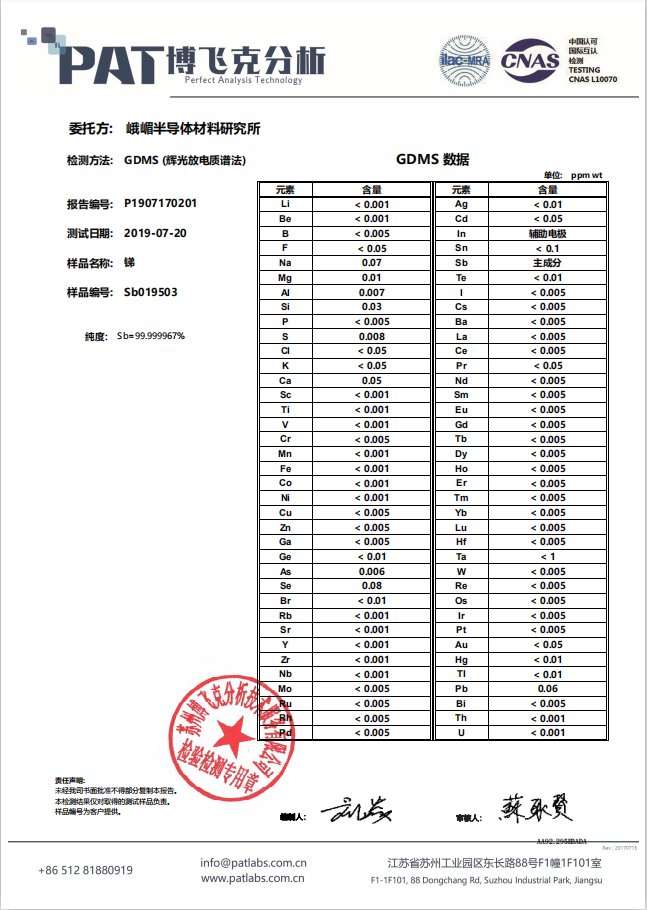 PAT博飞克分析
Perfect Analysis Technology
ilac-MRA
CNAS
中国认可
国际互认
检测
TESTING
CNAS L10070
委托方: 峨嵋半导体材料研究所
检测方法: GDMS (辉光放电质谱法)
GDMS 数据
单位: ppm wt
报告编号: P1907170201
测试日期: 2019-07-20
样品名称: 锑
样品编号: Sb019503
纯度: Sb=99.999967%
元素 含量 元素 含量
Li < 0.001 Ag < 0.01
Be < 0.001 Cd < 0.05
B < 0.005 In 辅助电极
F < 0.05 Sn < 0.1
Na 0.07 Sb 主成分
Mg 0.01 Te < 0.01
Al 0.007 I < 0.005
Si 0.03 Cs < 0.005
P < 0.005 Ba < 0.005
S 0.008 La < 0.005
Cl < 0.05 Ce < 0.005
K < 0.05 Pr < 0.05
Ca 0.05 Nd < 0.005
Sc < 0.001 Sm < 0.005
Ti < 0.001 Eu < 0.005
V < 0.001 Gd < 0.005
Cr < 0.005 Tb < 0.005
Mn < 0.001 Dy < 0.005
Fe < 0.001 Ho < 0.005
Co < 0.001 Er < 0.005
Ni < 0.001 Tm < 0.005
Cu < 0.005 Yb < 0.005
Zn < 0.005 Lu < 0.005
Ga < 0.005 Hf < 0.005
Ge < 0.01 Ta < 1
As 0.006 W < 0.005
Se 0.08 Re < 0.005
Br < 0.01 Os < 0.005
Rb < 0.001 Ir < 0.005
Sr < 0.001 Pt < 0.005
Y < 0.001 Au < 0.05
Zr < 0.001 Hg < 0.01
Nb < 0.001 Tl < 0.01
Mo < 0.005 Pb 0.06
Ru < 0.005 Bi < 0.005
Rh < 0.005 Th < 0.001
Pd < 0.005 U < 0.001
苏州博飞克分析技术服务有限公司
检验检测专用章
责任声明:
未经我司书面批准不得部分复制本报告。
本检测结果仅对取得的测试样品负责。
样品编号为客户提供。
编制人:
审核人:
Rev.: 20170715
+86 512 81880919
info@patlabs.com.cn
www.patlabs.com.cn
江苏省苏州工业园区东长路88号F1幢1F101室
F1-1F101, 88 Dongchang Rd, Suzhou Industrial Park, Jiangsu